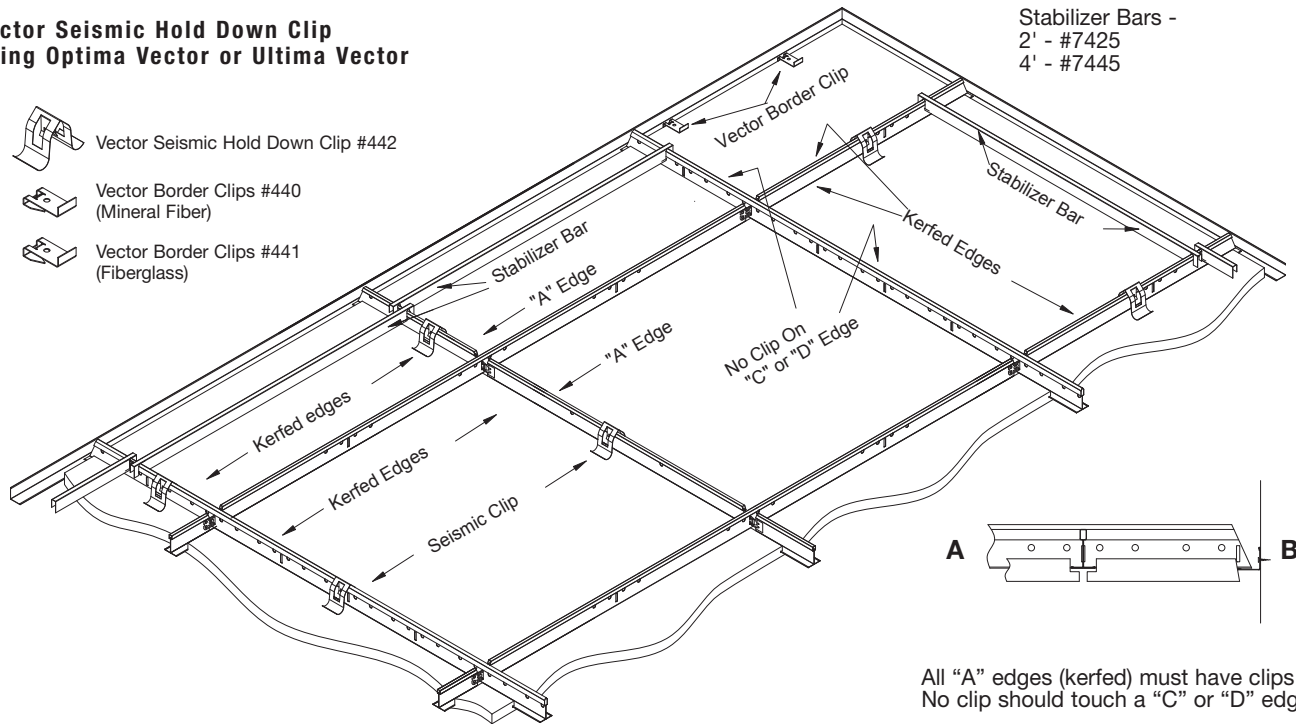 ctor Seismic Hold Down Clip
ing Optima Vector or Ultima Vector
Stabilizer Bars -
2' - #7425
4' - #7445
Vector Seismic Hold Down Clip #442
Vector Border Clips #440
(Mineral Fiber)
Vector Border Clips #441
(Fiberglass)
Vector Border Clip
Stabilizer Bar
Kerfed Edges
Stabilizer Bar
"A" Edge
"A" Edge
No Clip On
"C" or "D" Edge
Kerfed edges
Kerfed Edges
Seismic Clip
A
B
All “A” edges (kerfed) must have clips
No clip should touch a “C” or “D” edg